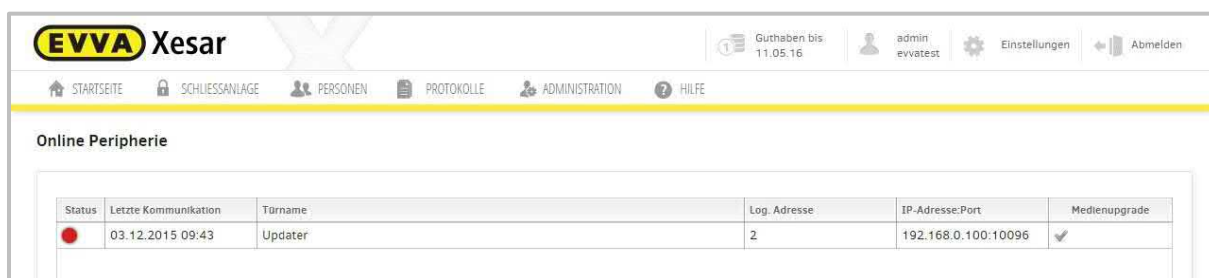 EVVA Xesar
1
Guthaben bis
11.05.16
admin
evvatest
Einstellungen
Abmelden
STARTSEITE
SCHLIESSANLAGE
PERSONEN
PROTOKOLLE
ADMINISTRATION
? HILFE
Online Peripherie
Status Letzte Kommunikation Türname Log. Adresse IP-Adresse:Port Medienupgrade
03.12.2015 09:43 Updater 2 192.168.0.100:10096